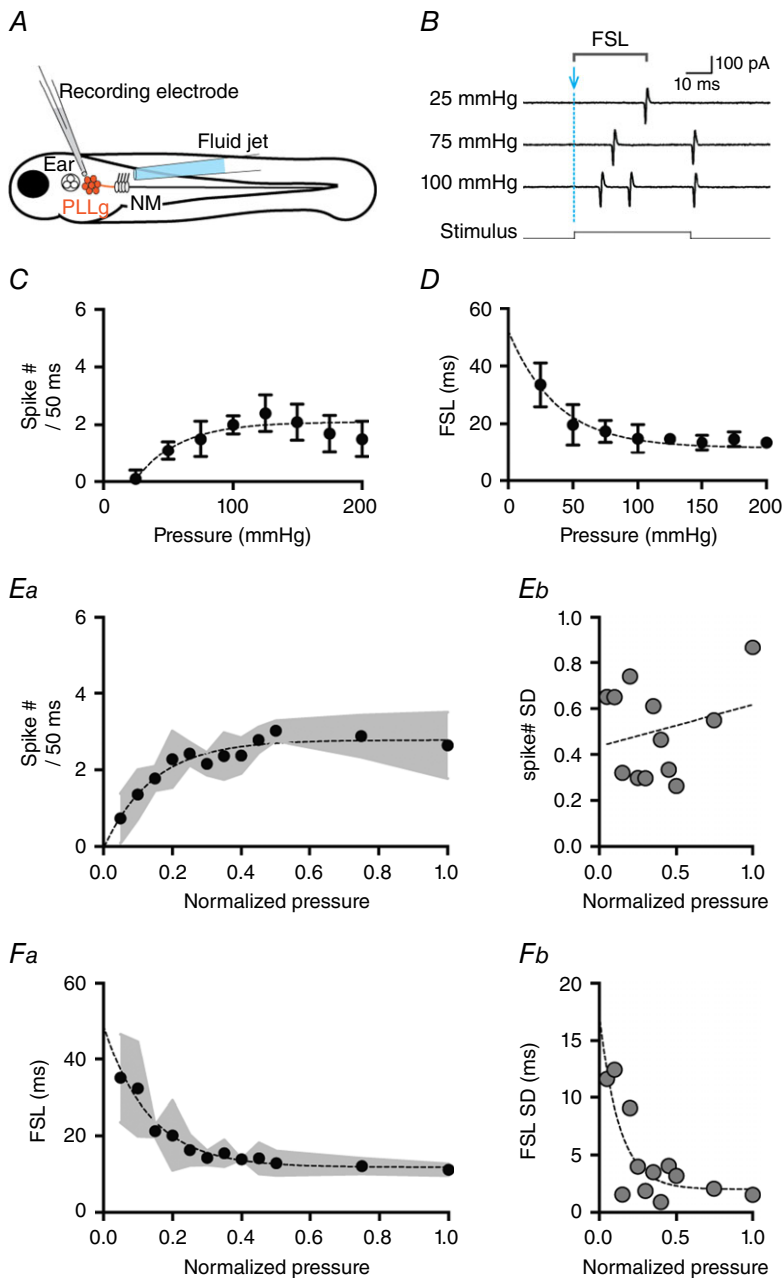 A
Recording electrode
Ear
Fluid jet
PLLg
NM
B
FSL
100 pA
10 ms
25 mmHg
75 mmHg
100 mmHg
Stimulus
C
Spike #
/ 50 ms
6
4
2
0
0 100 200
Pressure (mmHg)
D
FSL (ms)
60
40
20
0
0 50 100 150 200
Pressure (mmHg)
Ea
Spike #
/ 50 ms
6
4
2
0
0.0 0.2 0.4 0.6 0.8 1.0
Normalized pressure
Eb
spike# SD
1.0
0.8
0.6
0.4
0.2
0.0
0.0 0.5 1.0
Normalized pressure
Fa
FSL (ms)
60
40
20
0
0.0 0.2 0.4 0.6 0.8 1.0
Normalized pressure
Fb
FSL SD (ms)
20
15
10
5
0
0.0 0.5 1.0
Normalized pressure